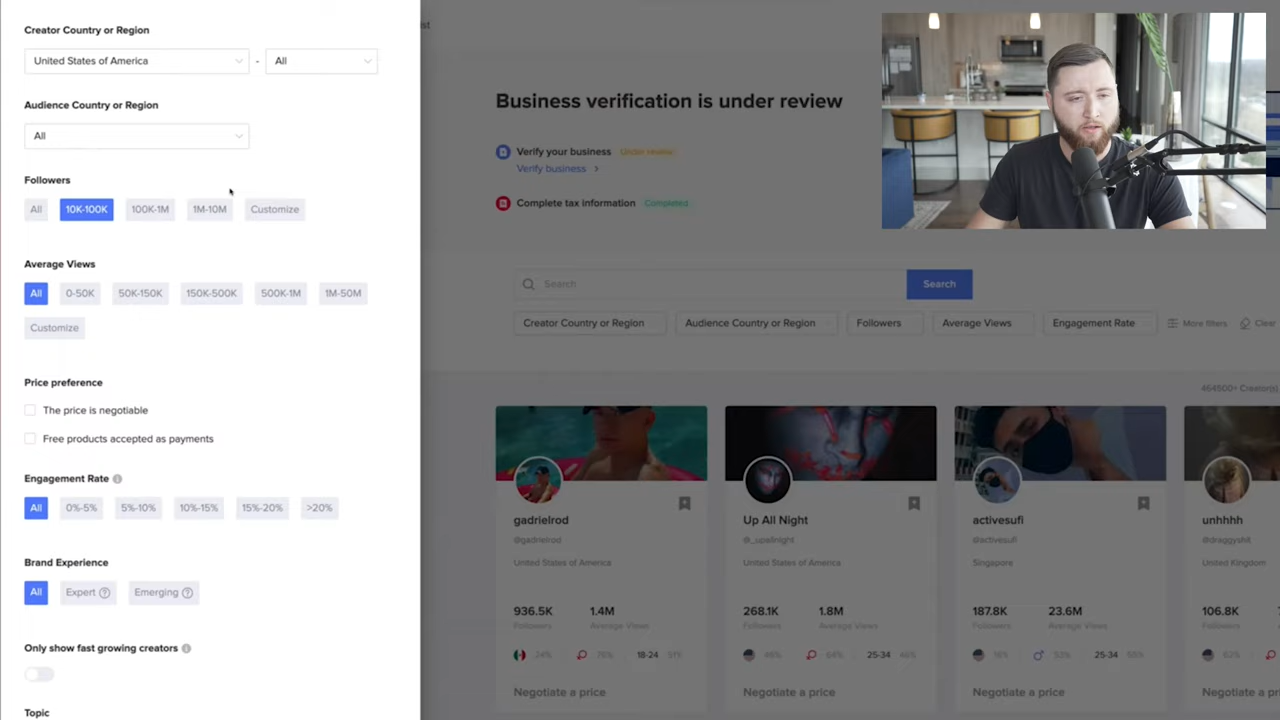 Creator Country or Region
United States of America - All
Audience Country or Region
All
Followers
All 10K-100K 100K-1M 1M-10M Customize
Average Views
All 0-50K 50K-150K 150K-500K 500K-1M 1M-50M
Customize
Price preference
The price is negotiable
Free products accepted as payments
Engagement Rate
All 0%-5% 5%-10% 10%-15% 15%-20% >20%
Brand Experience
All Expert Emerging
Only show fast growing creators
Topic
Business verification is under review
Verify your business Under review
Verify business >
Complete tax information Completed
Search Search
Creator Country or Region Audience Country or Region Followers Average Views Engagement Rate More filters Clear
464500+ Creator(s)
gadrielrod Up All Night activesufi unhhhh
@gadrielrod @_upallnight @activesufi @draggyshit
United States of America United States of America Singapore United Kingdom
936.5K 1.4M 268.1K 1.8M 187.8K 23.6M 106.8K
Followers Average Views Followers Average Views Followers Average Views Followers
76% 18-24 64% 25-34 53% 25-34 62%
Negotiate a price Negotiate a price Negotiate a price Negotiate a pr